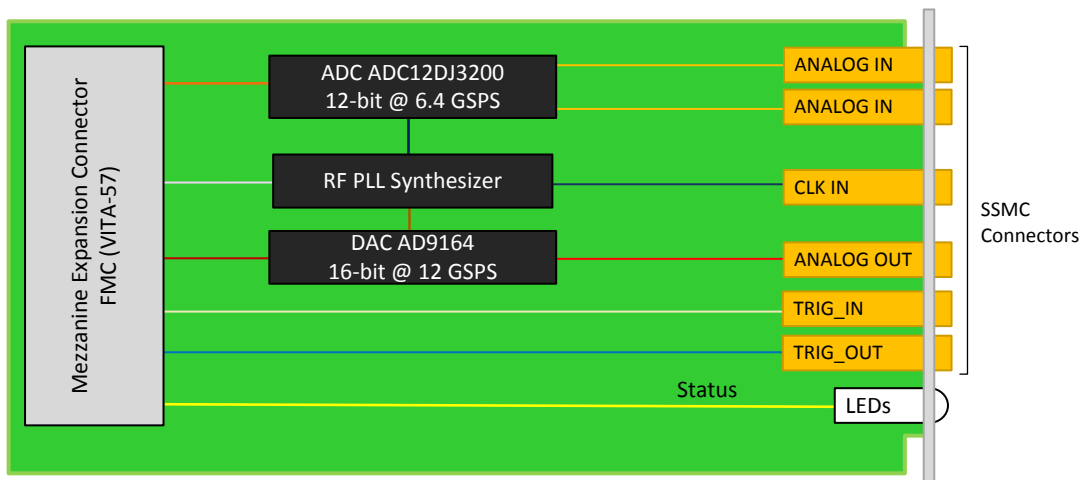 Mezzanine Expansion Connector
FMC (VITA-57)
ADC ADC12DJ3200
12-bit @ 6.4 GSPS
RF PLL Synthesizer
DAC AD9164
16-bit @ 12 GSPS
ANALOG IN
ANALOG IN
CLK IN
ANALOG OUT
TRIG_IN
TRIG_OUT
Status
LEDs
SSMC
Connectors